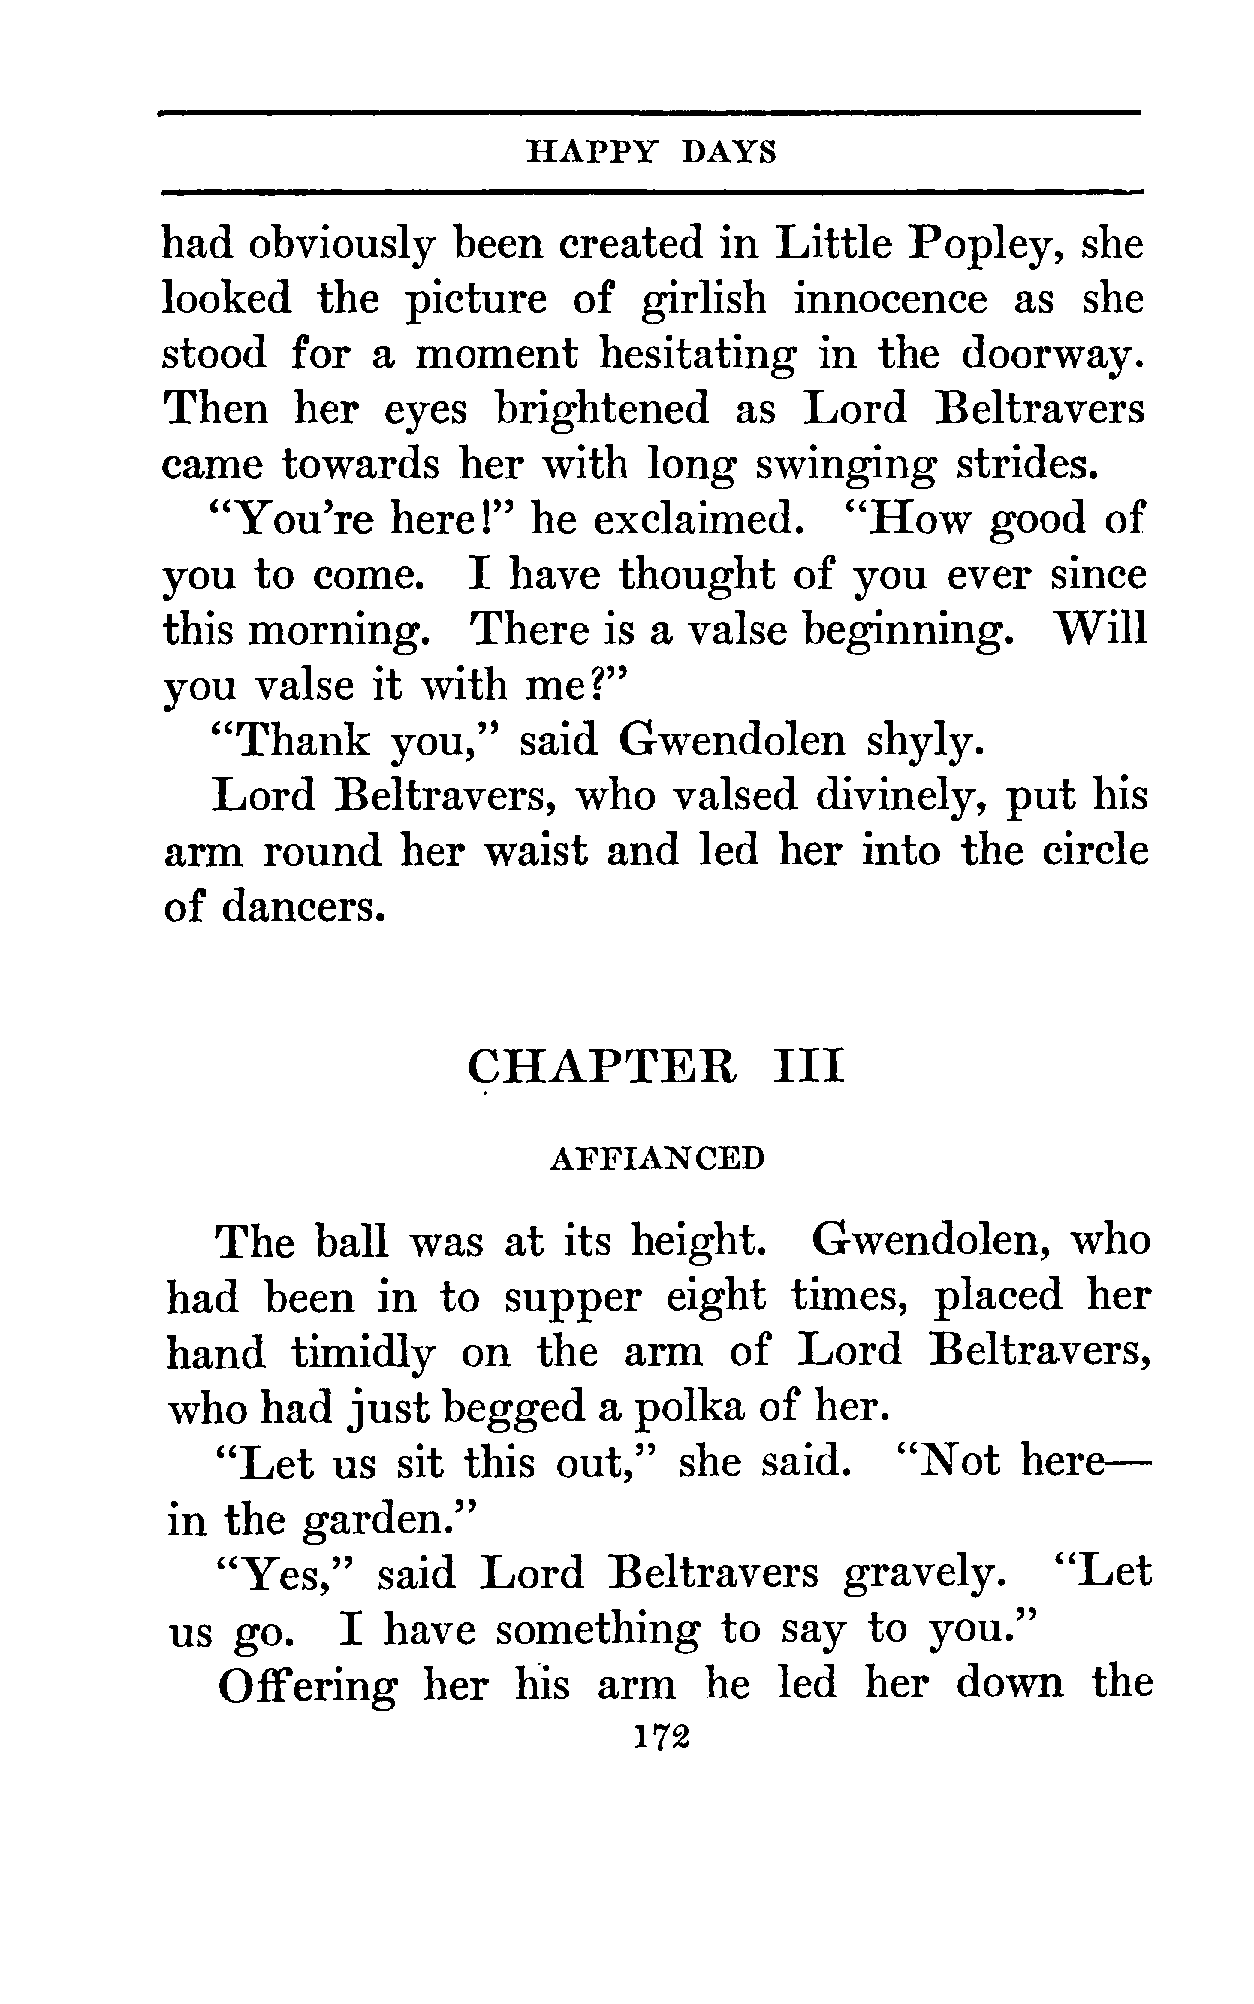 HAPPY DAYS
had obviously been created in Little Popley, she
looked the picture of girlish innocence as she
stood for a moment hesitating in the doorway.
Then her eyes brightened as Lord Beltravers
came towards her with long swinging strides.
“You’re here!” he exclaimed. “How good of
you to come. I have thought of you ever since
this morning. There is a valse beginning. Will
you valse it with me?”
“Thank you,” said Gwendolen shyly.
Lord Beltravers, who valsed divinely, put his
arm round her waist and led her into the circle
of dancers.
CHAPTER III
AFFIANCED
The ball was at its height. Gwendolen, who
had been in to supper eight times, placed her
hand timidly on the arm of Lord Beltravers,
who had just begged a polka of her.
“Let us sit this out,” she said. “Not here—
in the garden.”
“Yes,” said Lord Beltravers gravely. “Let
us go. I have something to say to you.”
Offering her his arm he led her down the
172